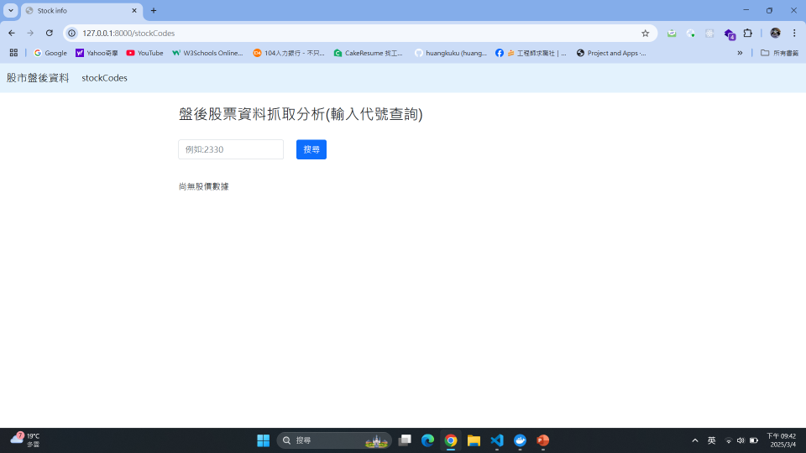 Stock info
127.0.0.1:8000/stockCodes
Google
Yahoo奇摩
YouTube
W3Schools Online...
104人力銀行 - 不只...
CakeResume 找工...
huangkuku (huang...
工程師求職社 | ...
Project and Apps -...
所有書籤
股市盤後資料 stockCodes
盤後股票資料抓取分析(輸入代號查詢)
例如:2330
搜尋
尚無股價數據
7
19°C
多雲
搜尋
英
下午 09:42
2025/3/4